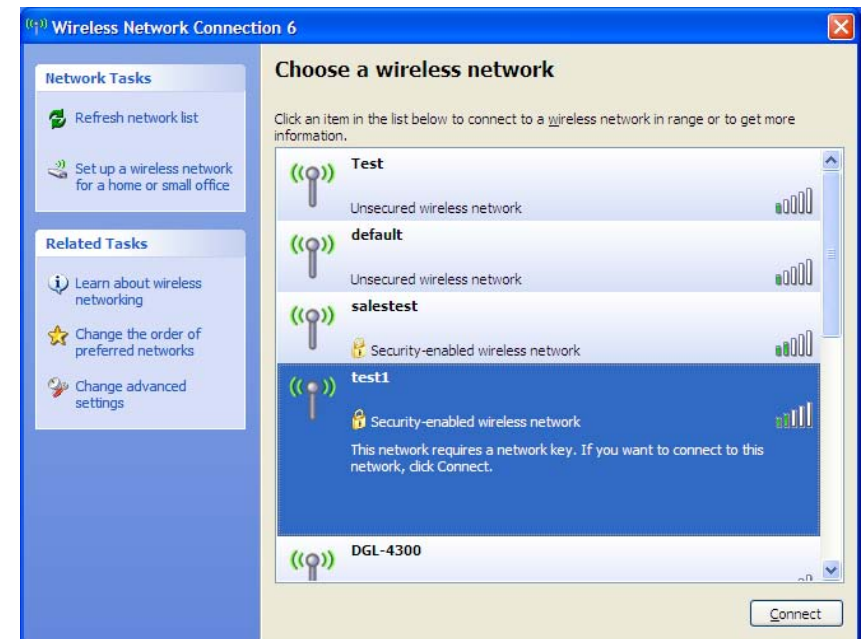 Wireless Network Connection 6
Network Tasks
Refresh network list
Set up a wireless network
for a home or small office
Related Tasks
Learn about wireless
networking
Change the order of
preferred networks
Change advanced
settings
Choose a wireless network
Click an item in the list below to connect to a wireless network in range or to get more
information.
Test
Unsecured wireless network
default
Unsecured wireless network
salestest
Security-enabled wireless network
test1
Security-enabled wireless network
This network requires a network key. If you want to connect to this
network, click Connect.
DGL-4300
Connect